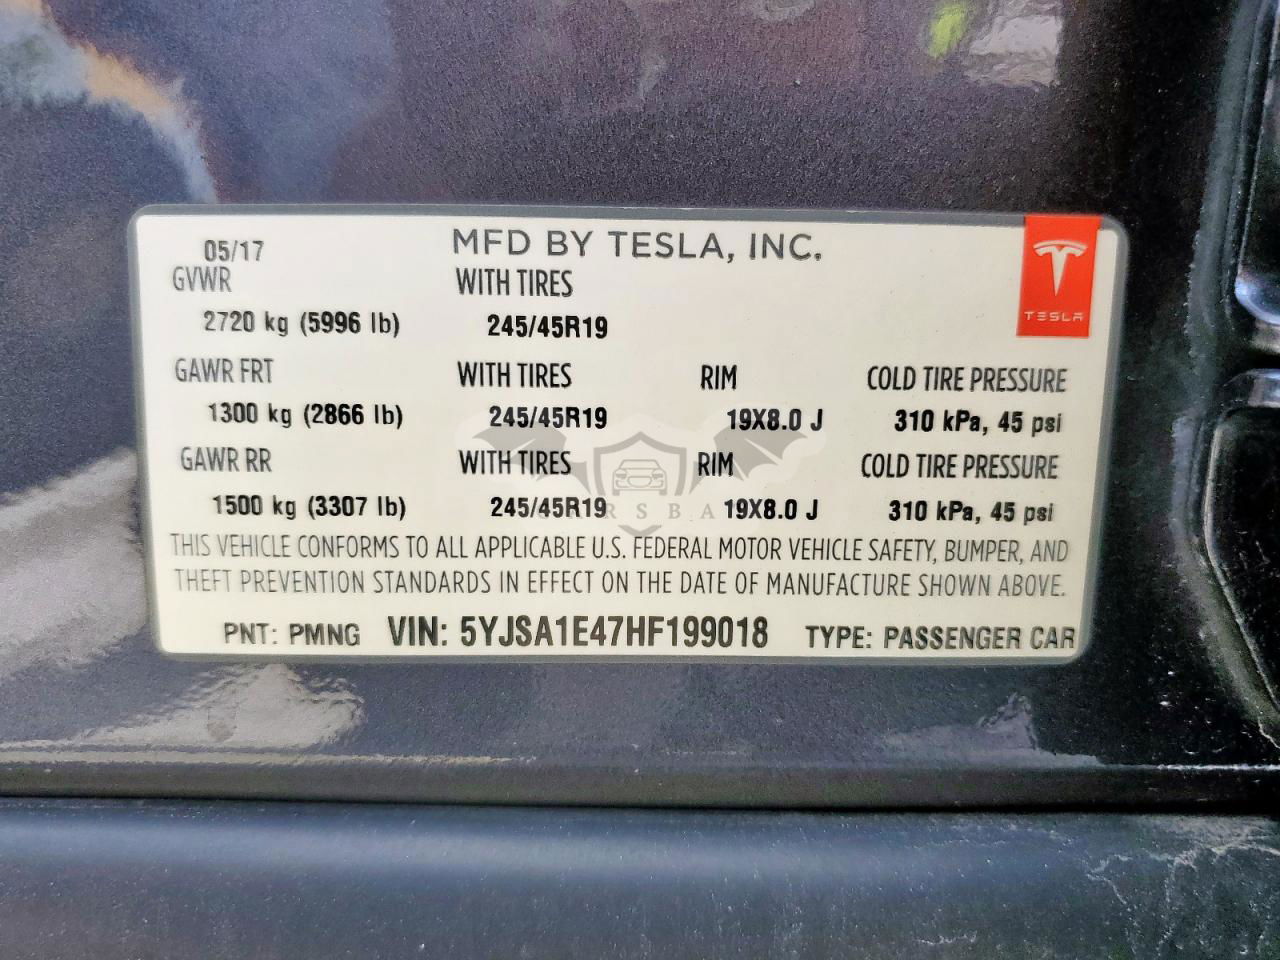 05/17 MFD BY TESLA, INC.
GVWR WITH TIRES
TESLA
2720 kg (5996 lb) 245/45R19
GAWR FRT WITH TIRES RIM COLD TIRE PRESSURE
1300 kg (2866 lb) 245/45R19 19X8.0 J 310 kPa, 45 psi
GAWR RR WITH TIRES RIM COLD TIRE PRESSURE
1500 kg (3307 lb) 245/45R19 19X8.0 J 310 kPa, 45 psi
THIS VEHICLE CONFORMS TO ALL APPLICABLE U.S. FEDERAL MOTOR VEHICLE SAFETY, BUMPER, AND
THEFT PREVENTION STANDARDS IN EFFECT ON THE DATE OF MANUFACTURE SHOWN ABOVE.
PNT: PMNG VIN: 5YJSA1E47HF199018 TYPE: PASSENGER CAR